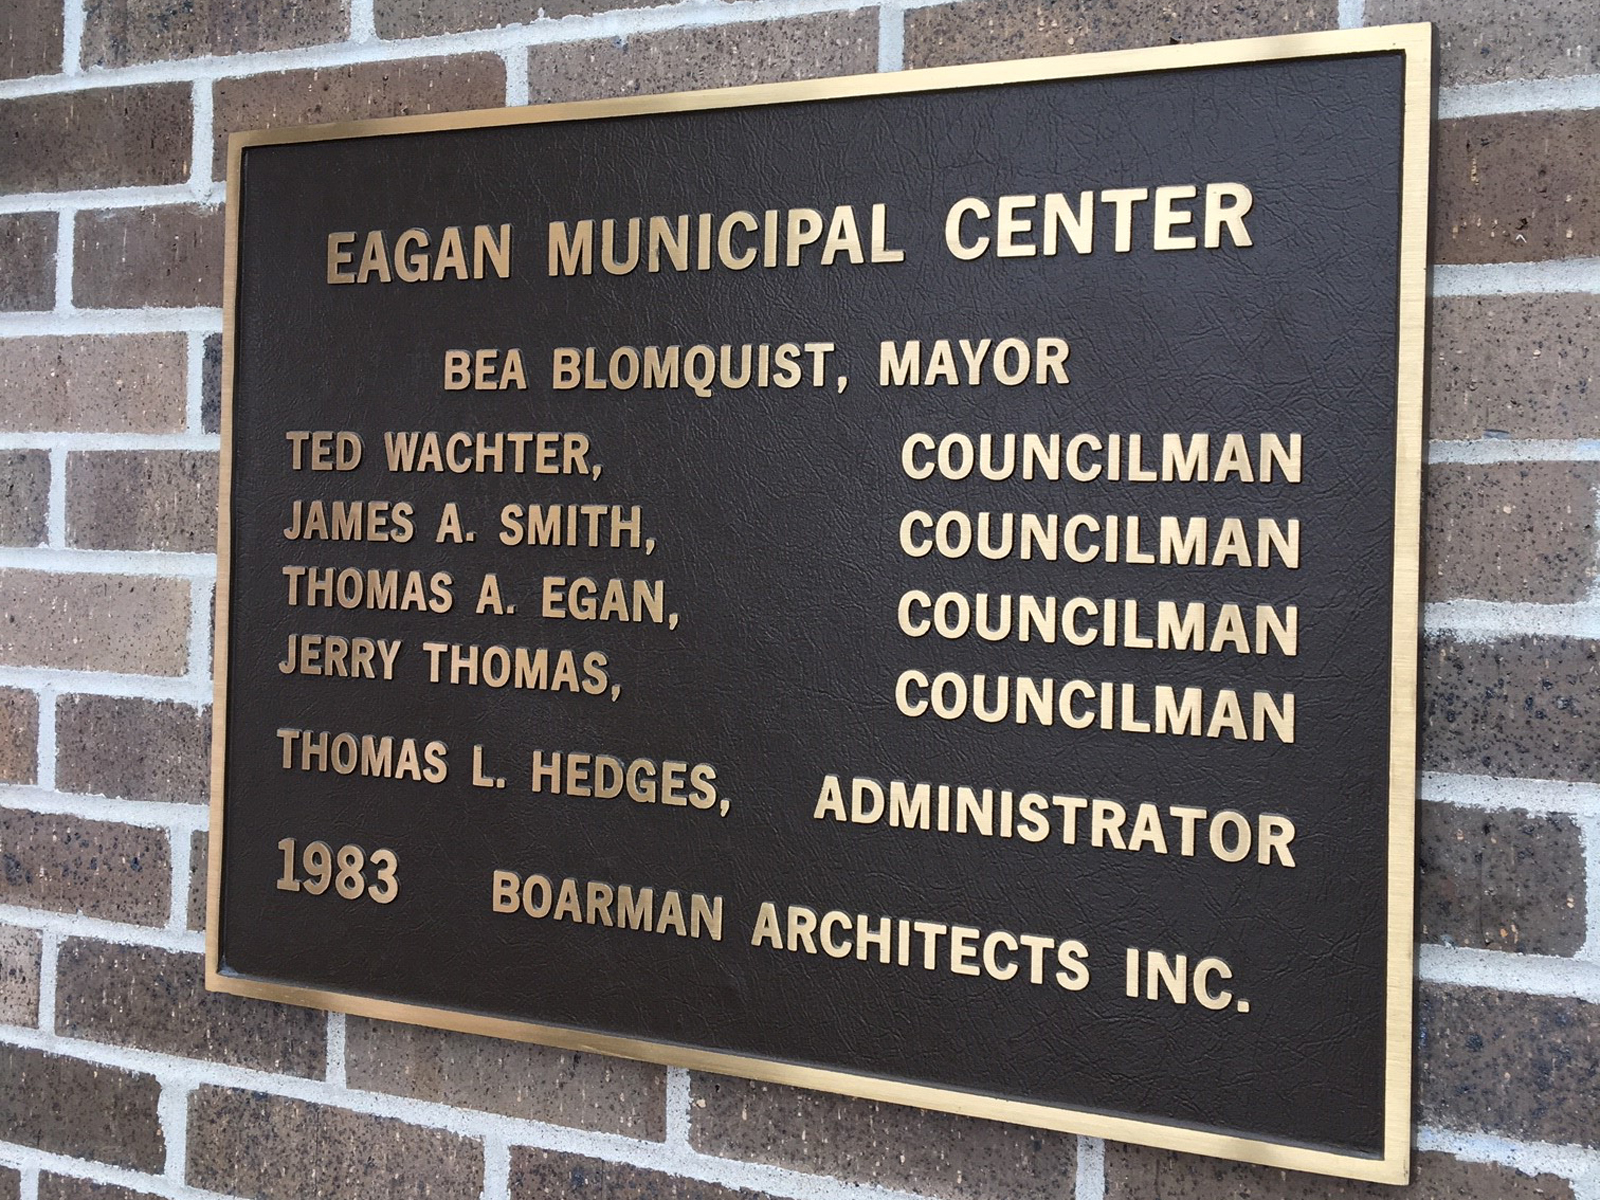 EAGAN MUNICIPAL CENTER
BEA BLOMQUIST, MAYOR
TED WACHTER, COUNCILMAN
JAMES A. SMITH, COUNCILMAN
THOMAS A. EGAN, COUNCILMAN
JERRY THOMAS, COUNCILMAN
THOMAS L. HEDGES, ADMINISTRATOR
1983 BOARMAN ARCHITECTS INC.